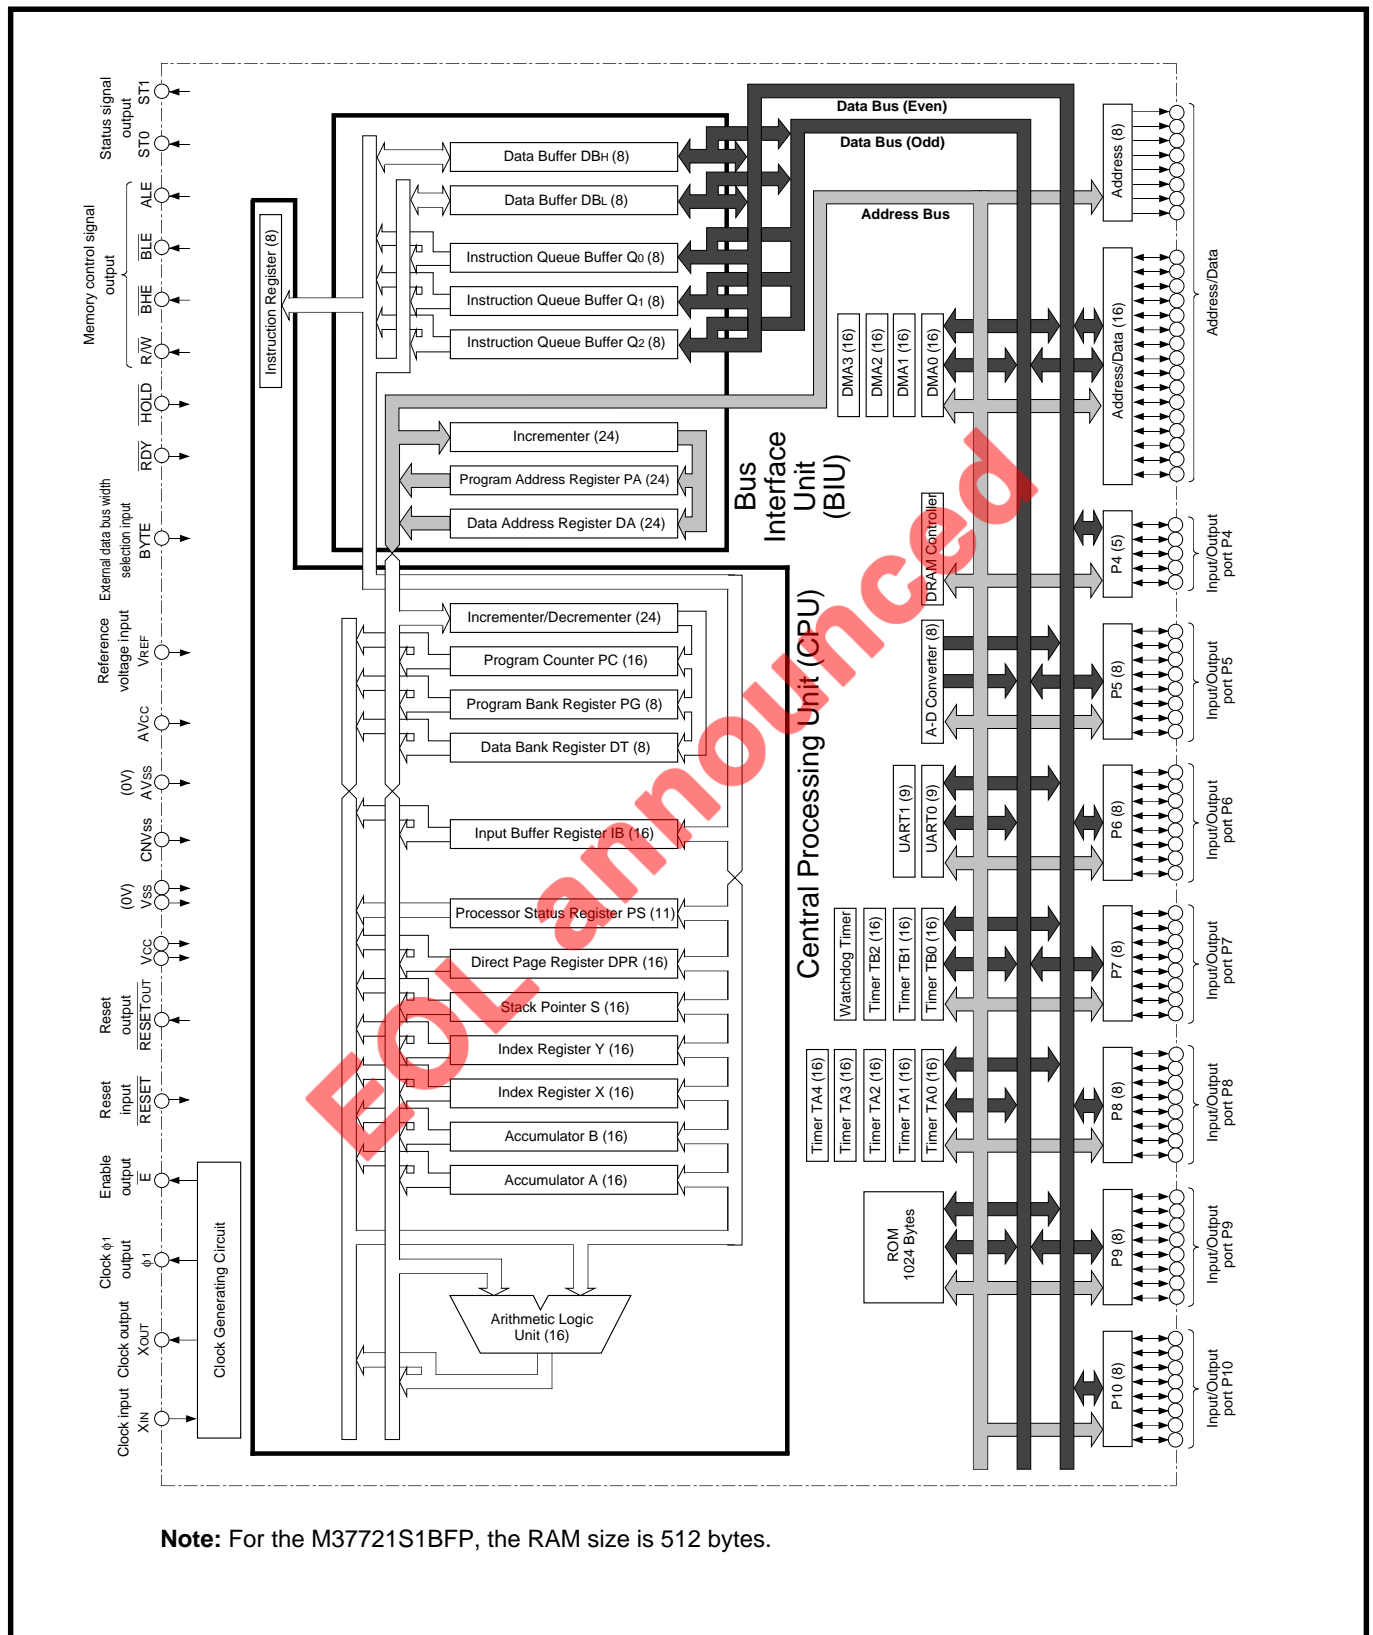 Status signal
output
ST1
ST0
Memory control signal
output
ALE
BLE
BHE
R/W
HOLD
RDY
External data bus width
selection input
BYTE
Reference
voltage input
VREF
AVCC
(0V)
AVSS
CNVSS
(0V)
VSS
VCC
Reset
output
RESETOUT
Reset
input
RESET
Enable
output
E
Clock ϕ1
output
ϕ1
Clock output
XOUT
Clock input
XIN
Clock Generating Circuit
Instruction Register (8)
Data Buffer DBH (8)
Data Buffer DBL (8)
Instruction Queue Buffer Q0 (8)
Instruction Queue Buffer Q1 (8)
Instruction Queue Buffer Q2 (8)
Incrementer (24)
Program Address Register PA (24)
Data Address Register DA (24)
Bus
Interface
Unit
(BIU)
Incrementer/Decrementer (24)
Program Counter PC (16)
Program Bank Register PG (8)
Data Bank Register DT (8)
Input Buffer Register IB (16)
Processor Status Register PS (11)
Direct Page Register DPR (16)
Stack Pointer S (16)
Index Register Y (16)
Index Register X (16)
Accumulator B (16)
Accumulator A (16)
Arithmetic Logic
Unit (16)
Central Processing Unit (CPU)
Data Bus (Even)
Data Bus (Odd)
Address Bus
DMA3 (16)
DMA2 (16)
DMA1 (16)
DMA0 (16)
DRAM Controller
A-D Converter (8)
UART1 (9)
UART0 (9)
Watchdog Timer
Timer TB2 (16)
Timer TB1 (16)
Timer TB0 (16)
Timer TA4 (16)
Timer TA3 (16)
Timer TA2 (16)
Timer TA1 (16)
Timer TA0 (16)
ROM
1024 Bytes
Address (8)
Address/Data (16)
Address/Data
P4 (5)
Input/Output
port P4
P5 (8)
Input/Output
port P5
P6 (8)
Input/Output
port P6
P7 (8)
Input/Output
port P7
P8 (8)
Input/Output
port P8
P9 (8)
Input/Output
port P9
P10 (8)
Input/Output
port P10
EOL announced
Note: For the M37721S1BFP, the RAM size is 512 bytes.